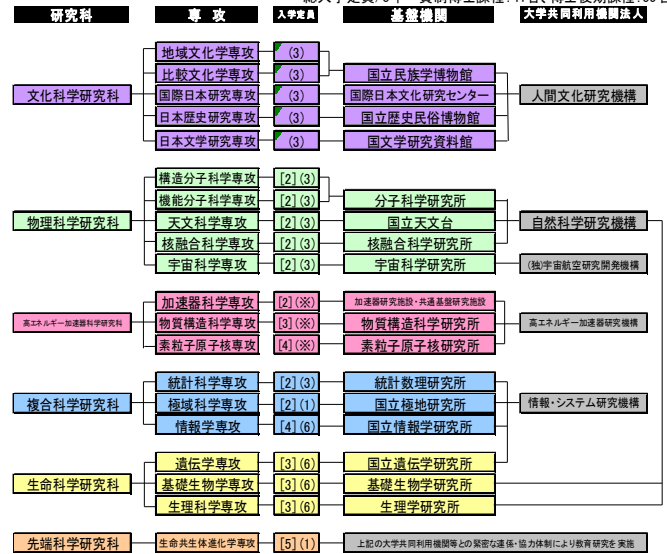 研究科 専攻 入学定員 基盤機関 大学共同利用機関法人
地域文化学専攻 (3)
比較文化学専攻 (3) 国立民族学博物館
文化科学研究科 国際日本研究専攻 (3) 国際日本文化研究センター 人間文化研究機構
日本歴史研究専攻 (3) 国立歴史民俗博物館
日本文学研究専攻 (3) 国文学研究資料館
構造分子科学専攻 [2](3)
機能分子科学専攻 [2](3) 分子科学研究所
物理科学研究科 天文科学専攻 [2](3) 国立天文台 自然科学研究機構
核融合科学専攻 [2](3) 核融合科学研究所
宇宙科学専攻 [2](3) 宇宙科学研究所 (独)宇宙航空研究開発機構
加速器科学専攻 [2](※) 加速器研究施設・共通基盤研究施設
高エネルギー加速器科学研究科 物質構造科学専攻 [3](※) 物質構造科学研究所 高エネルギー加速器研究機構
素粒子原子核専攻 [4](※) 素粒子原子核研究所
統計科学専攻 [2](3) 統計数理研究所
複合科学研究科 極域科学専攻 [2](1) 国立極地研究所 情報・システム研究機構
情報学専攻 [4](6) 国立情報学研究所
遺伝学専攻 [3](6) 国立遺伝学研究所
生命科学研究科 基礎生物学専攻 [3](6) 基礎生物学研究所
生理科学専攻 [3](6) 生理学研究所
先端科学研究科 生命共生体進化学専攻 [5](1) 上記の大学共同利用機関等との緊密な連係・協力体制により教育研究を実施